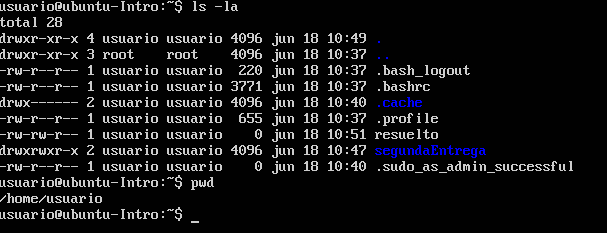 usuario@ubuntu-Intro:~$ ls -la
total 28
drwxr-xr-x 4 usuario usuario 4096 jun 18 10:49 .
drwxr-xr-x 3 root    root    4096 jun 18 10:37 ..
-rw-r--r-- 1 usuario usuario  220 jun 18 10:37 .bash_logout
-rw-r--r-- 1 usuario usuario 3771 jun 18 10:37 .bashrc
drwx------ 2 usuario usuario 4096 jun 18 10:40 .cache
-rw-r--r-- 1 usuario usuario  655 jun 18 10:37 .profile
-rw-rw-r-- 1 usuario usuario    0 jun 18 10:51 resuelto
drwxrwxr-x 2 usuario usuario 4096 jun 18 10:47 segundaEntrega
-rw-r--r-- 1 usuario usuario    0 jun 18 10:40 .sudo_as_admin_successful
usuario@ubuntu-Intro:~$ pwd
/home/usuario
usuario@ubuntu-Intro:~$ _